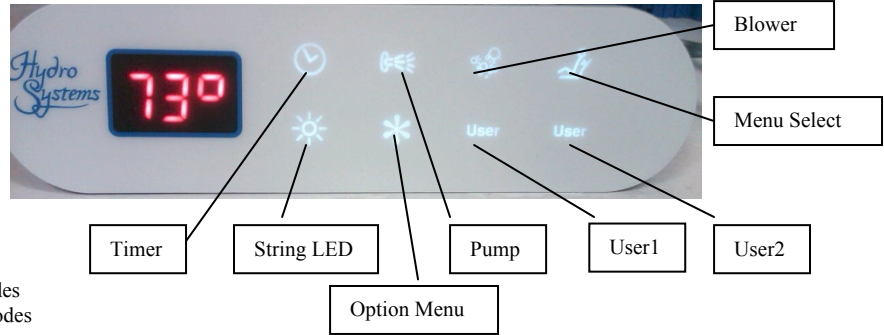 Blower
Hydro
Systems
73°
Menu Select
User User
Timer
String LED
Pump
User1
User2
Option Menu
les
odes